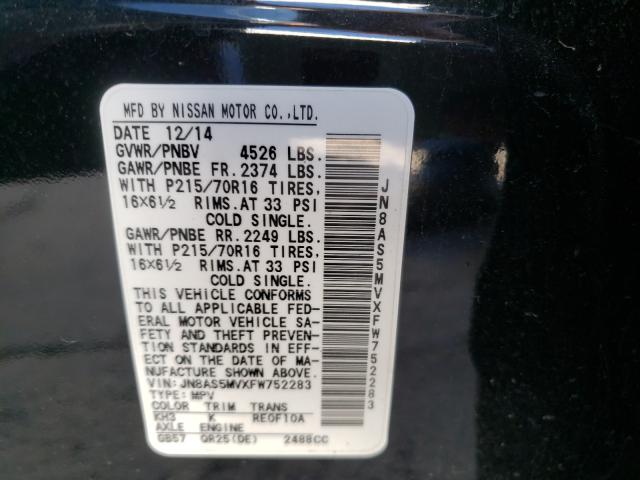 MFD BY NISSAN MOTOR CO.,LTD.
DATE 12/14
GVWR/PNBV 4526 LBS.
GAWR/PNBE FR. 2374 LBS.
WITH P215/70R16 TIRES,
16X6½ RIMS. AT 33 PSI
COLD SINGLE.
GAWR/PNBE RR. 2249 LBS.
WITH P215/70R16 TIRES,
16X6½ RIMS. AT 33 PSI
COLD SINGLE.
THIS VEHICLE CONFORMS
TO ALL APPLICABLE FED-
ERAL MOTOR VEHICLE SA-
FETY AND THEFT PREVEN-
TION STANDARDS IN EFF-
ECT ON THE DATE OF MA-
NUFACTURE SHOWN ABOVE.
VIN: JN8AS5MVXFW752283
TYPE: MPV
COLOR TRIM TRANS
KH3 K RE0F10A
AXLE ENGINE
GB57 QR25(DE) 2488CC
JN8AS5MVXFW752283